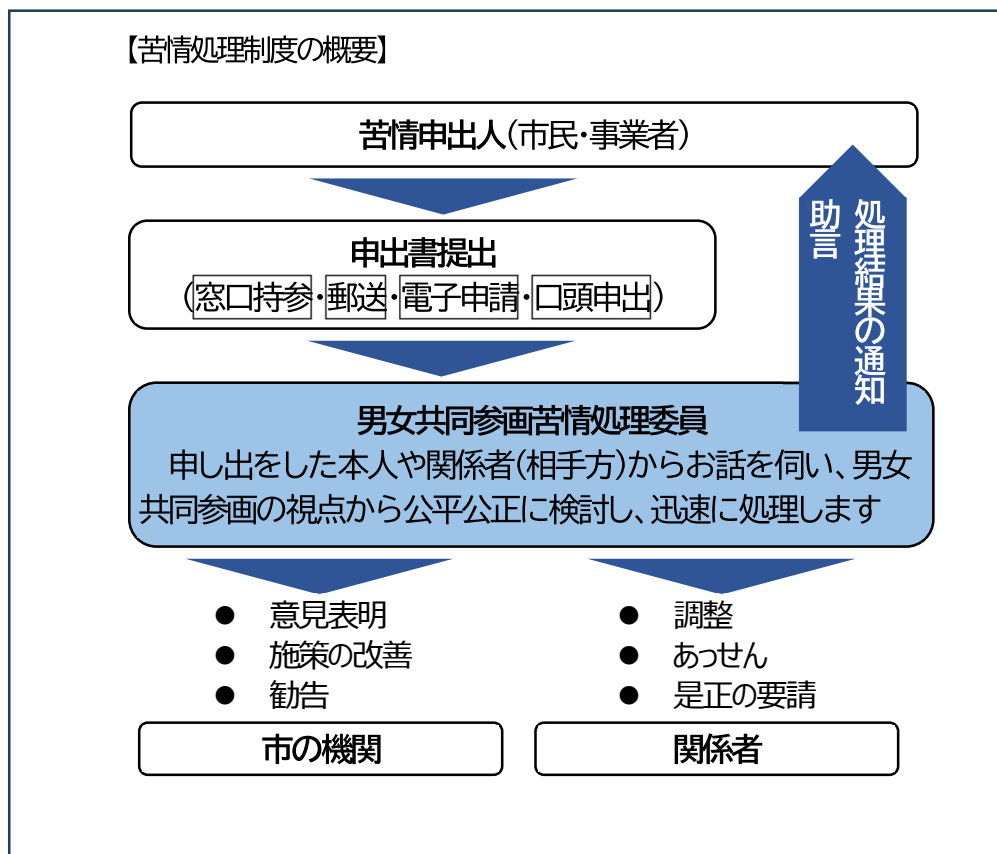 【苦情処理制度の概要】
苦情申出人(市民・事業者)
申出書提出
(窓口持参・郵送・電子申請・口頭申出)
処理結果の通知
助言
男女共同参画苦情処理委員
申し出をした本人や関係者(相手方)からお話を伺い、男女
共同参画の視点から公平公正に検討し、迅速に処理します
● 意見表明
● 施策の改善
● 勧告
市の機関
● 調整
● あっせん
● 是正の要請
関係者